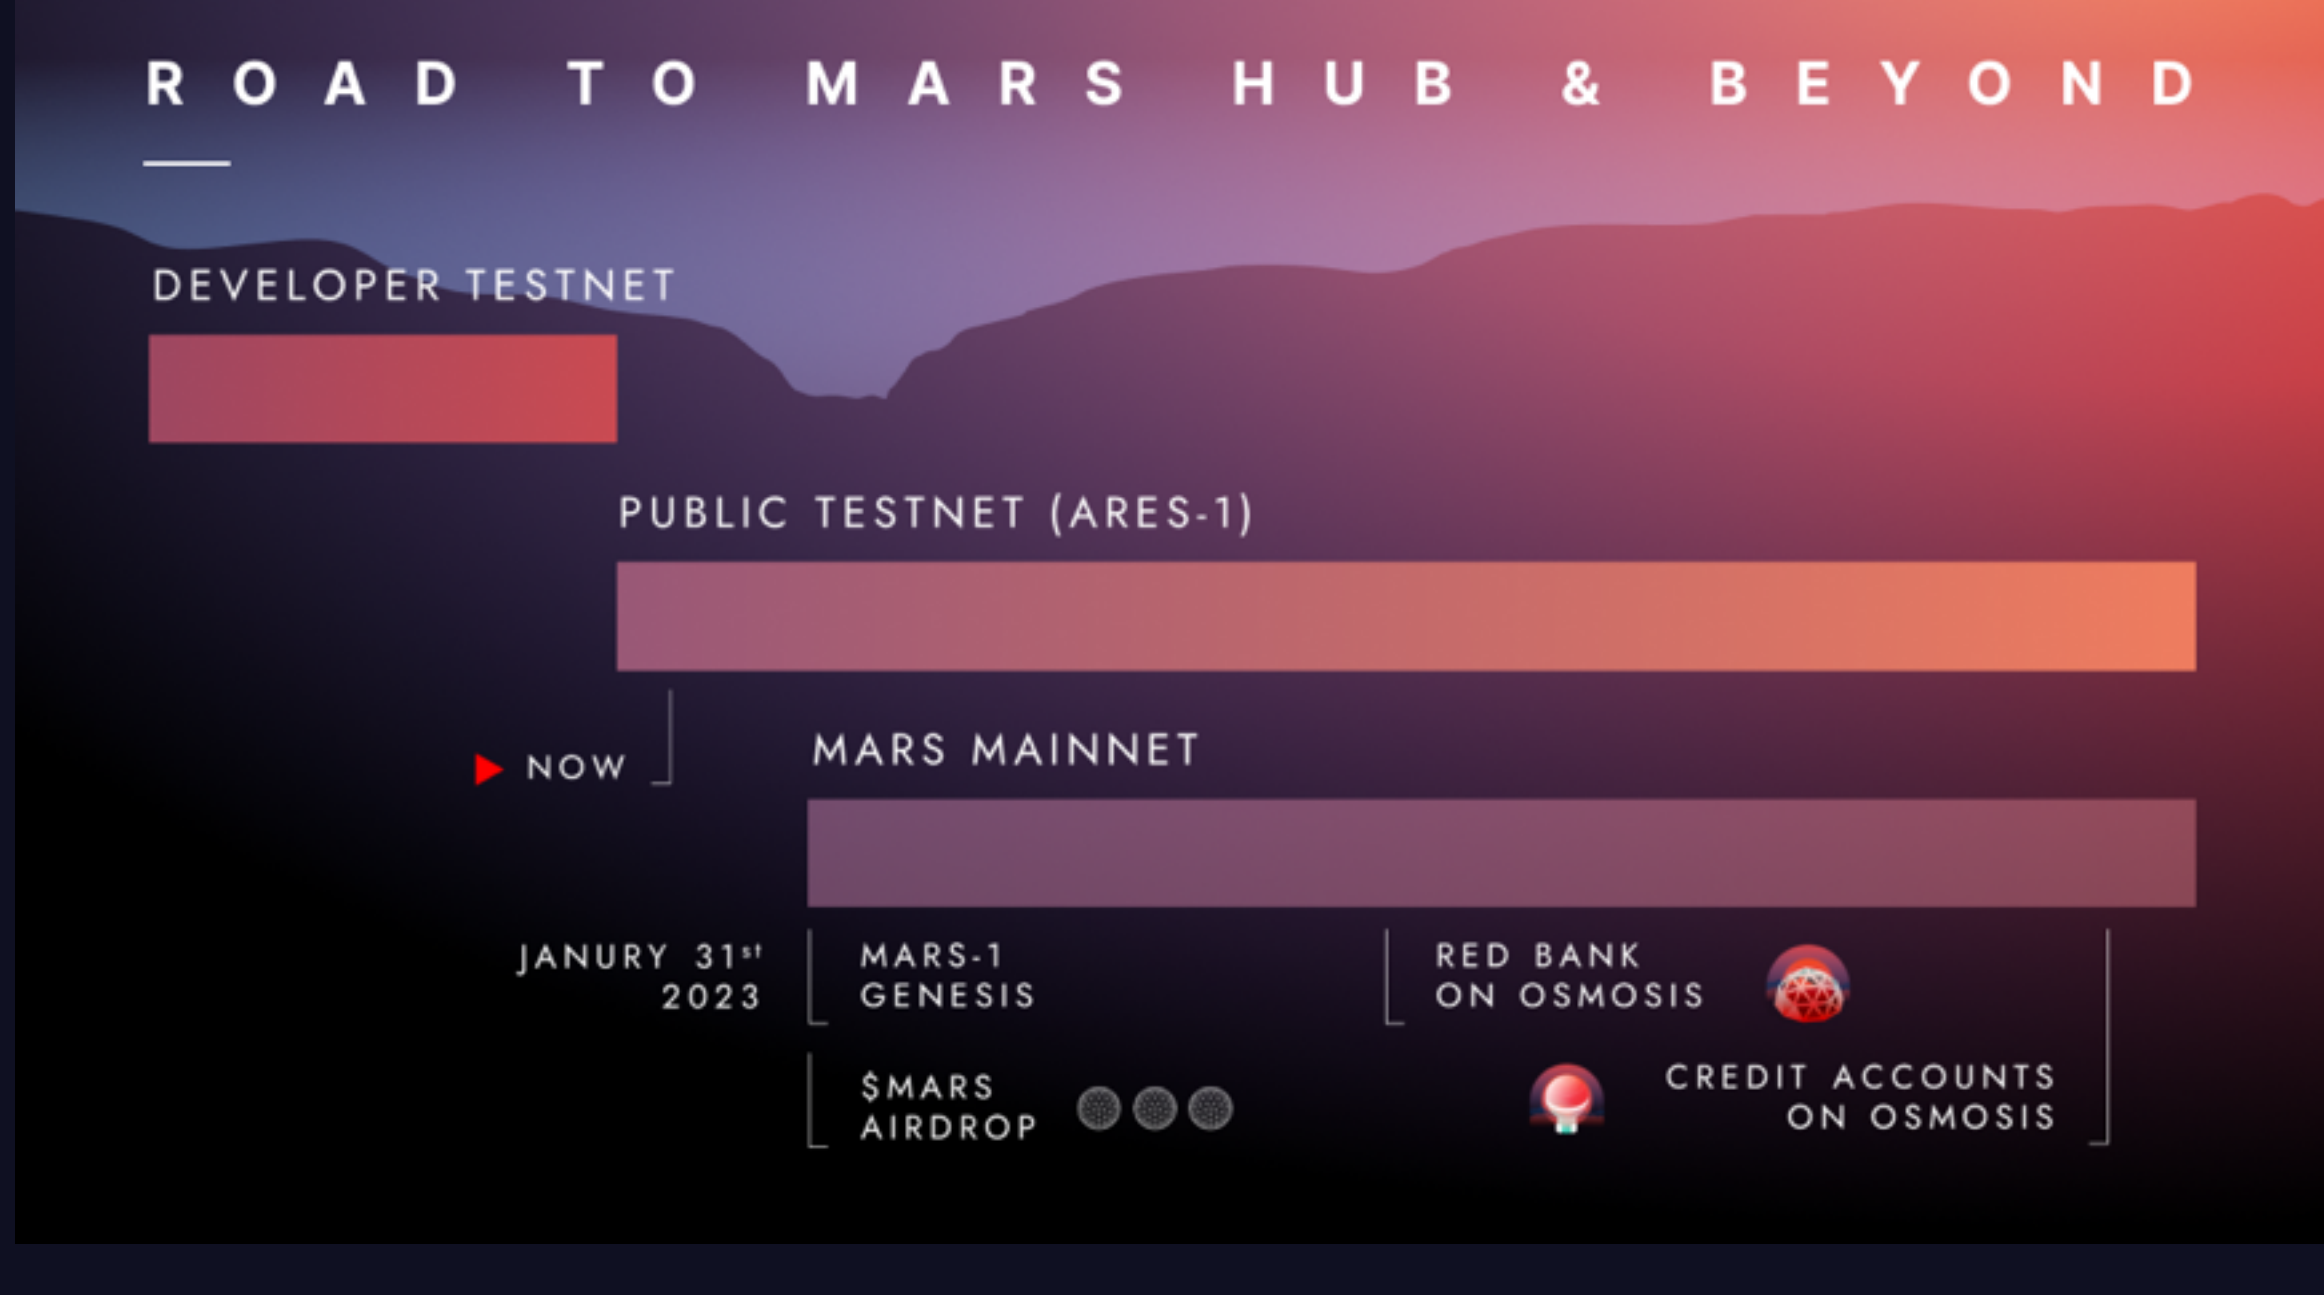 ROAD TO MARS HUB & BEYOND
DEVELOPER TESTNET
PUBLIC TESTNET (ARES-1)
NOW
MARS MAINNET
JANURY 31st
2023
MARS-1
GENESIS
$MARS
AIRDROP
RED BANK
ON OSMOSIS
CREDIT ACCOUNTS
ON OSMOSIS